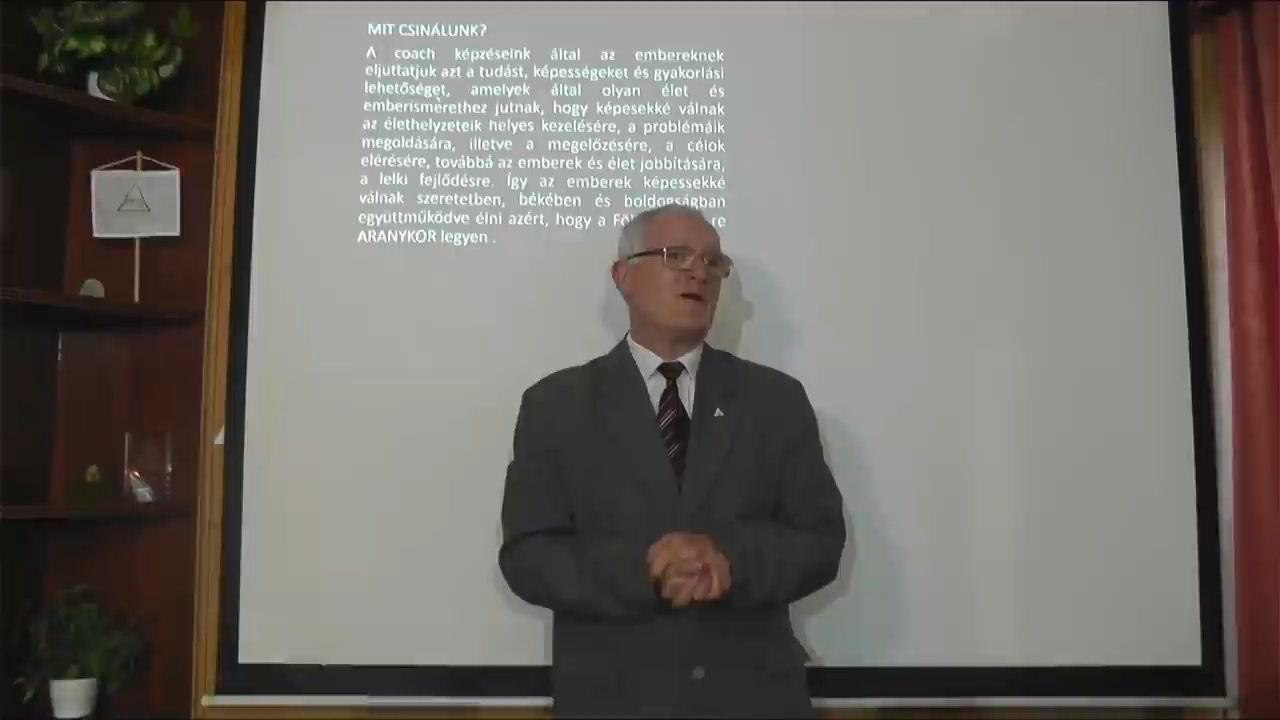 MIT CSINÁLUNK?
A coach képzéseink által az embereknek
eljuttatjuk azt a tudást, képességeket és gyakorlási
lehetőséget, amelyek által olyan élet és
emberismerethez jutnak, hogy képesekké válnak
az élethelyzeteik helyes kezelésére, a problémáik
megoldására, illetve a megelőzésére, a célok
elérésére, továbbá az emberek és élet jobbítására,
a lelki fejlődésre. Így az emberek képessekké
válnak szeretetben, békében és boldogságban
együttműködve élni azért, hogy a
ARANYKOR legyen .